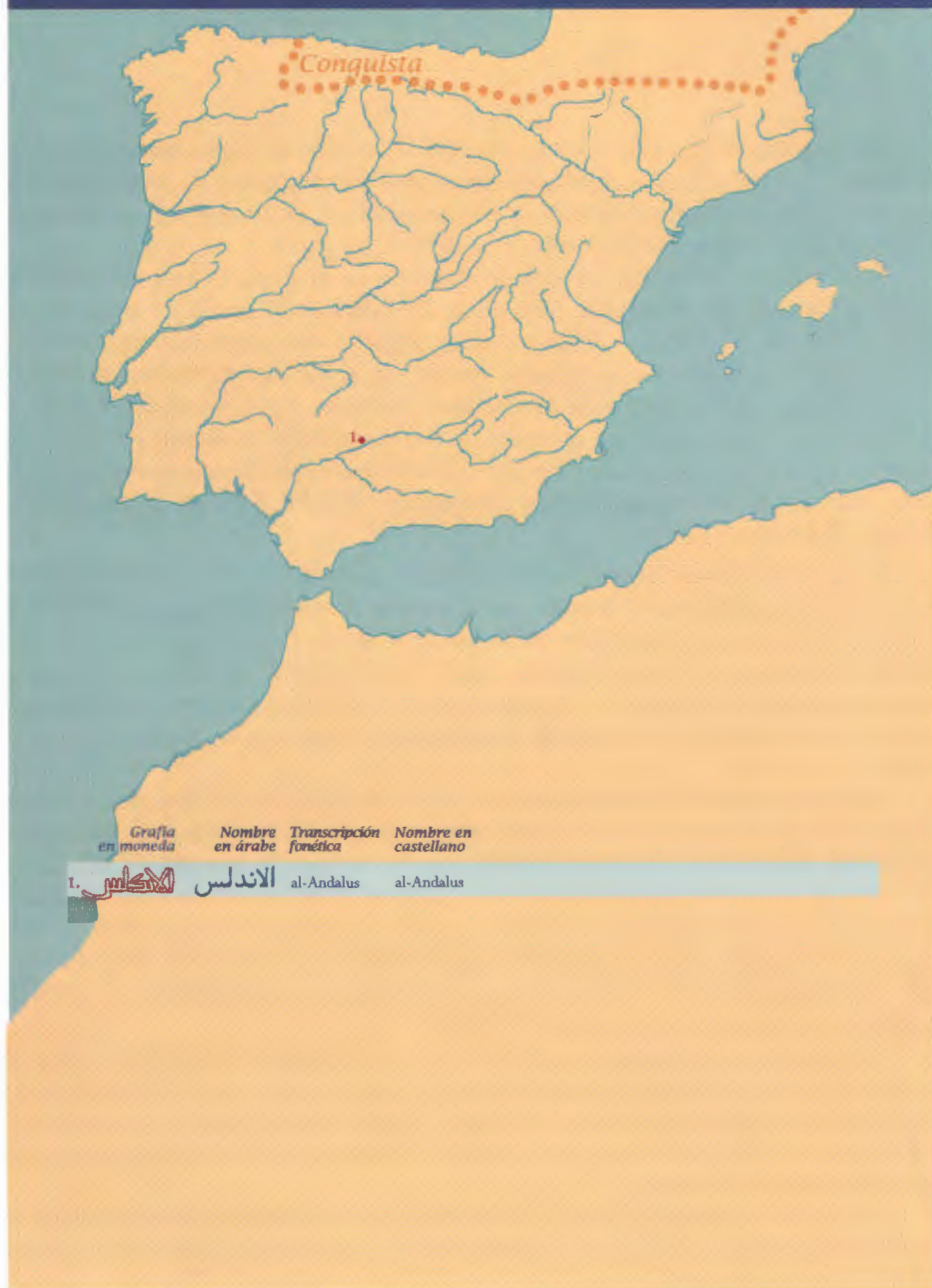 Conquista
1.
Grafía en moneda Nombre en árabe Transcripción fonética Nombre en castellano
1. الاندلس الاندلس al-Andalus al-Andalus